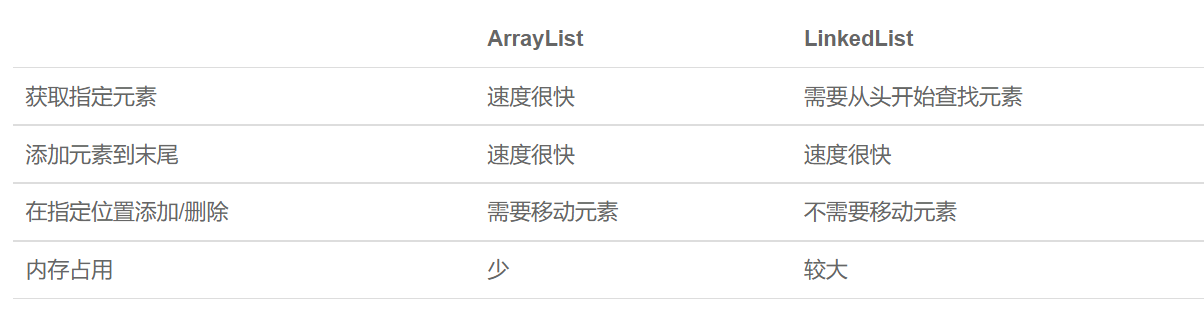 ArrayList LinkedList
获取指定元素 速度很快 需要从头开始查找元素
添加元素到末尾 速度很快 速度很快
在指定位置添加/删除 需要移动元素 不需要移动元素
内存占用 少 较大